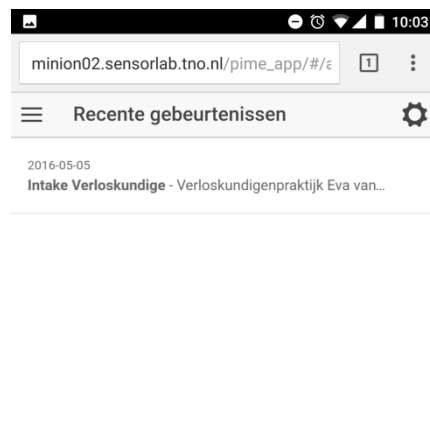 10:03
minion02.sensorlab.tno.nl/pime_app/#/a
1
Recente gebeurtenissen
2016-05-05
Intake Verloskundige - Verloskundigenpraktijk Eva van...